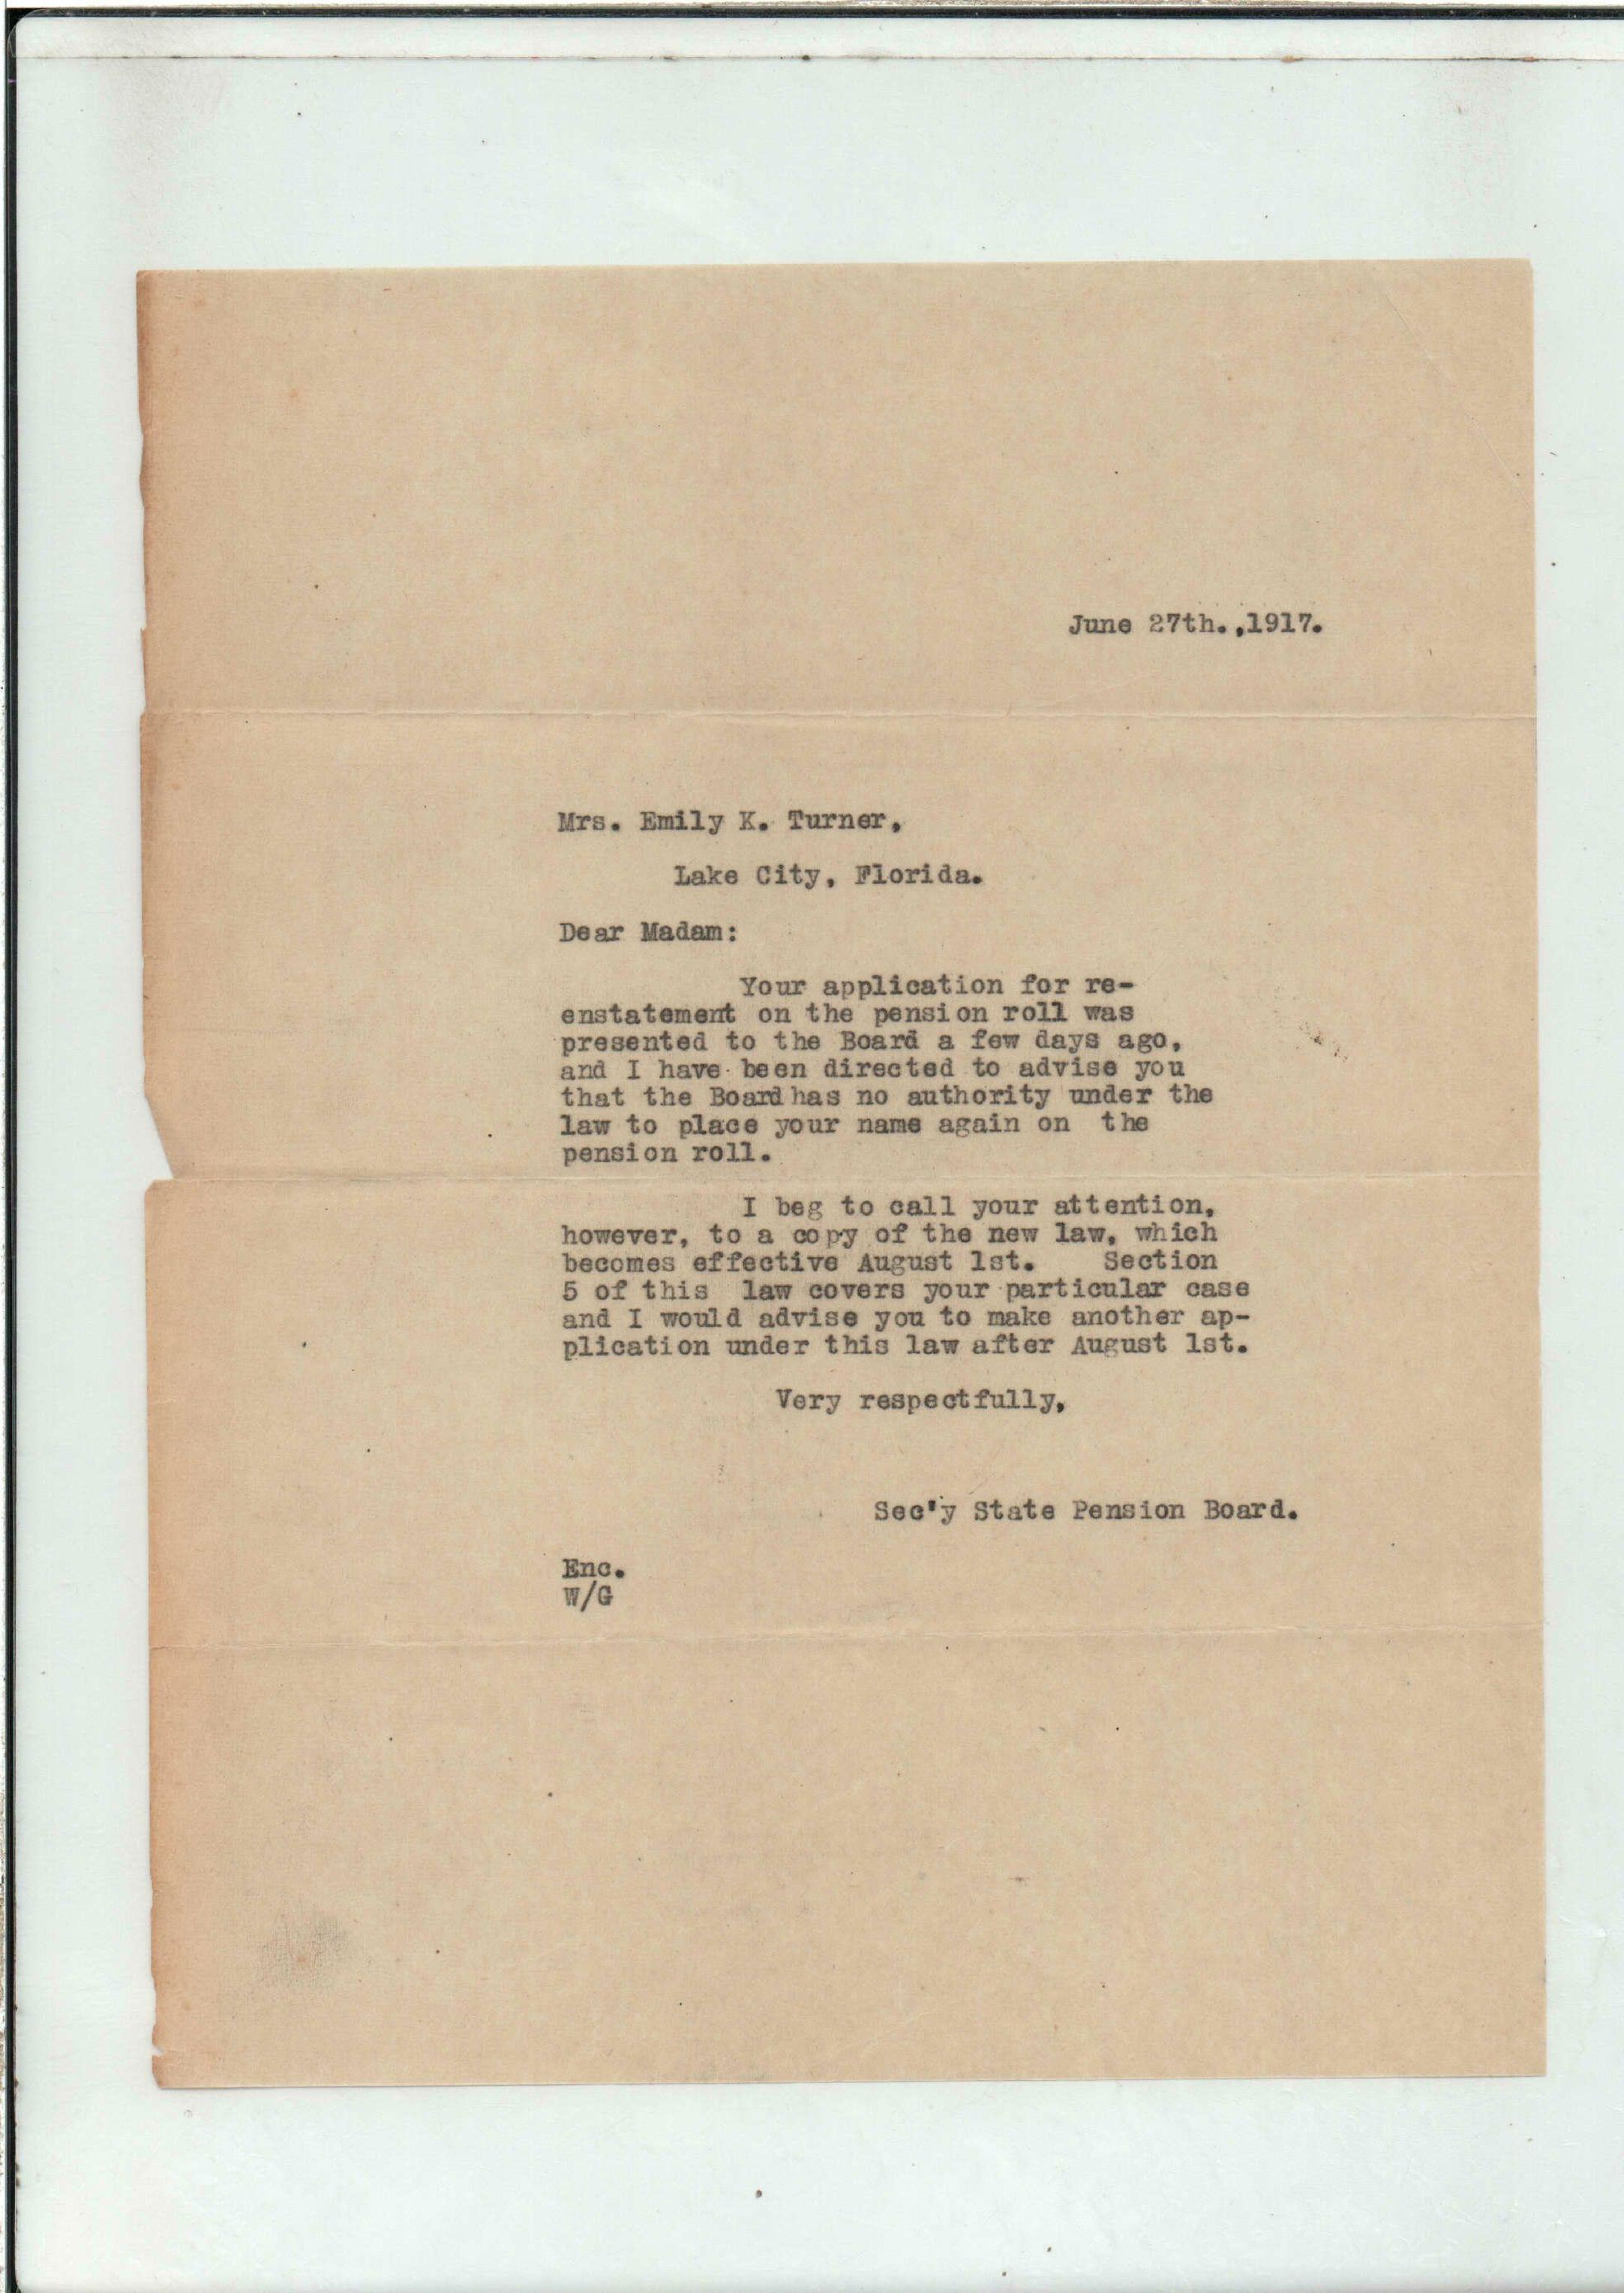 June 27th.,1917.
Mrs. Emily K. Turner,
Lake City, Florida.
Dear Madam:
Your application for re-
enstatement on the pension roll was
presented to the Board a few days ago,
and I have been directed to advise you
that the Board has no authority under the
law to place your name again on the
pension roll.
I beg to call your attention,
however, to a copy of the new law, which
becomes effective August 1st. Section
5 of this law covers your particular case
and I would advise you to make another ap-
plication under this law after August 1st.
Very respectfully,
Sec'y State Pension Board.
Enc.
W/G